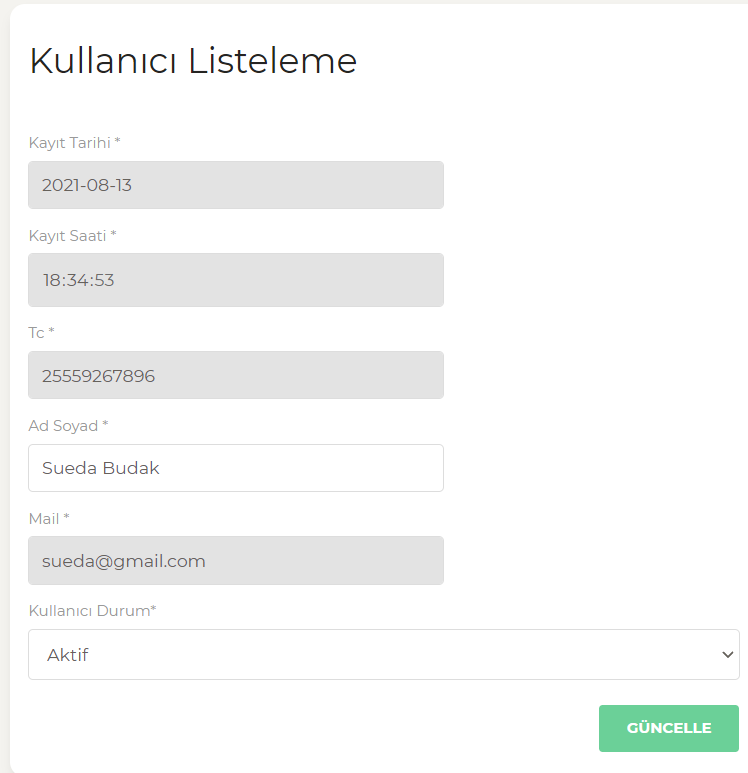 Kullanıcı Listeleme
Kayıt Tarihi *
2021-08-13
Kayıt Saati *
18:34:53
Tc *
25559267896
Ad Soyad *
Sueda Budak
Mail *
sueda@gmail.com
Kullanıcı Durum*
Aktif
GÜNCELLE